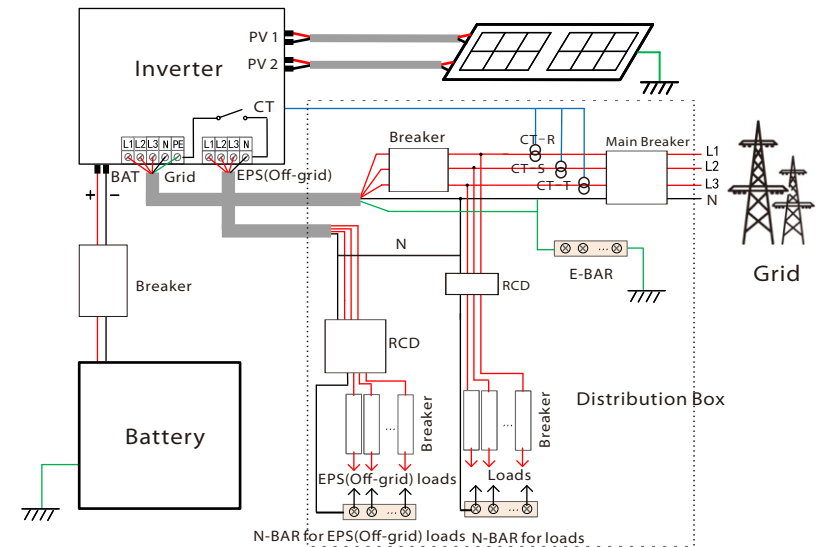 PV 1
Inverter
PV 2
CT
L1 L2 L3 N PE
L1 L2 L3 N
BAT
Grid
EPS(Off-grid)
+
−
Breaker
CT-R
CT-S
CT-T
Main Breaker
L1
L2
L3
N
Grid
E-BAR
N
RCD
Breaker
RCD
Distribution Box
Battery
...
Breaker
...
Breaker
EPS(Off-grid) loads
Loads
...
...
...
N-BAR for EPS(Off-grid) loads
N-BAR for loads